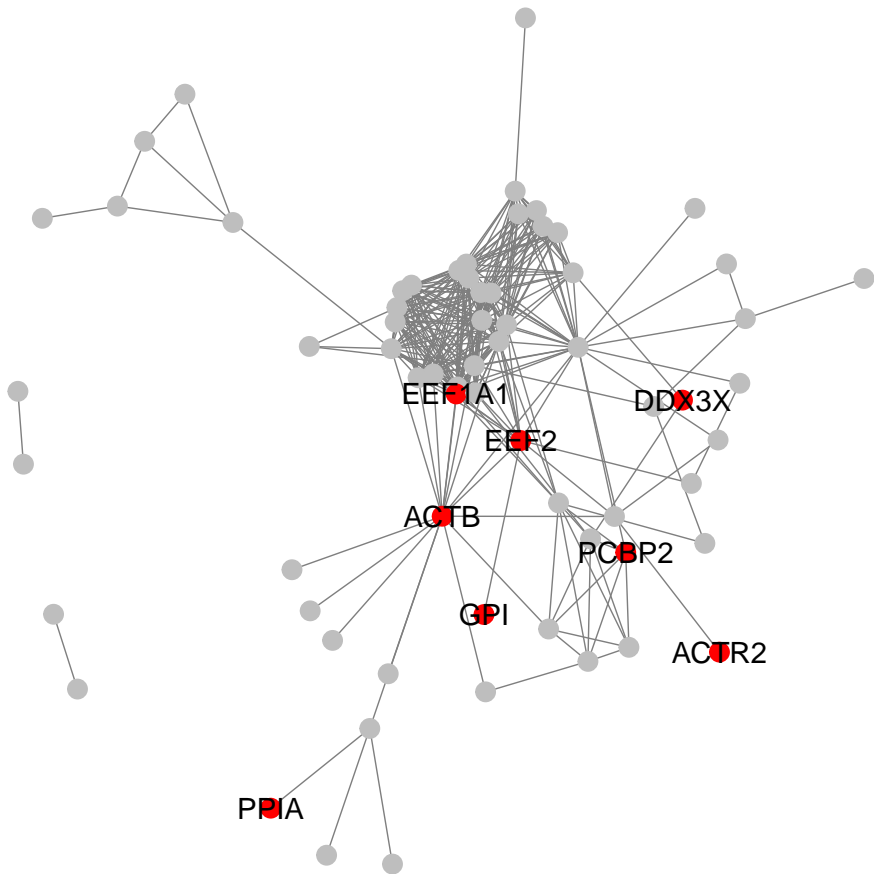 EEF1A1
DDX3X
EEF2
ACTB
PCBP2
GPI
ACTR2
PPIA